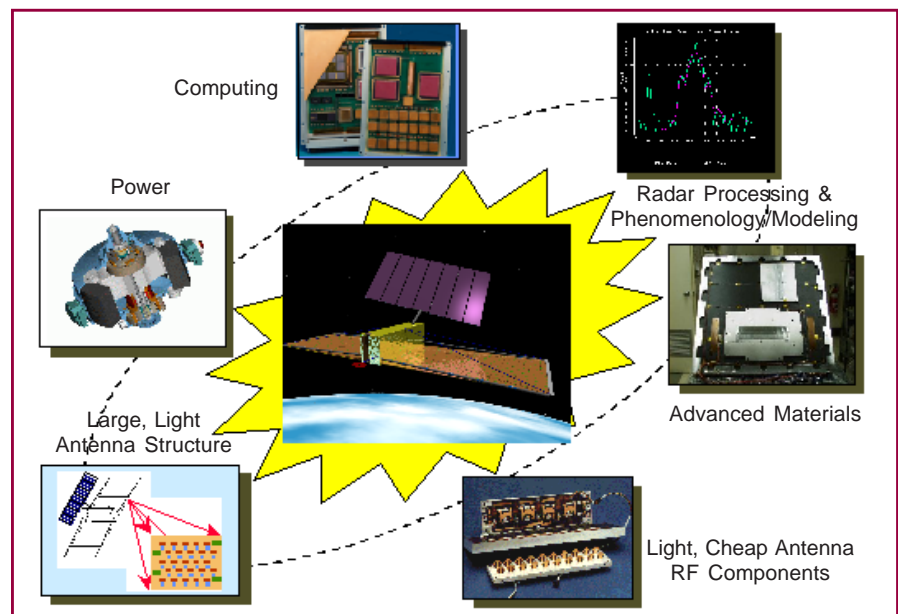 Computing
Power
Radar Processing &
Phenomenology/Modeling
Advanced Materials
Large, Light
Antenna Structure
Light, Cheap Antenna
RF Components